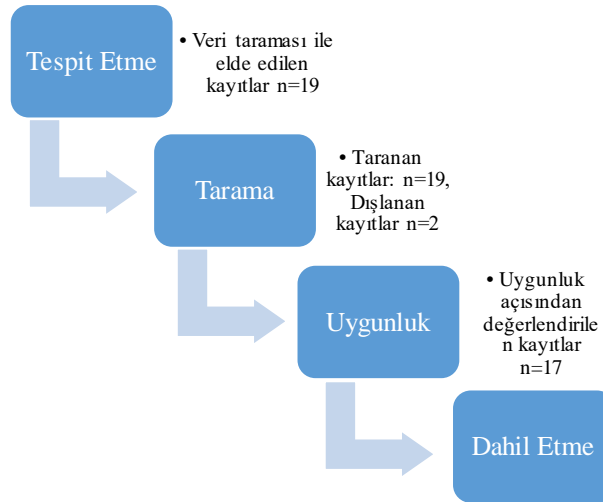 Tespit Etme
• Veri taraması ile
elde edilen
kayıtlar n=19
Tarama
• Taranan
kayıtlar: n=19,
Dışlanan
kayıtlar n=2
Uygunluk
• Uygunluk
açısından
değerlendirile
n kayıtlar
n=17
Dahil Etme